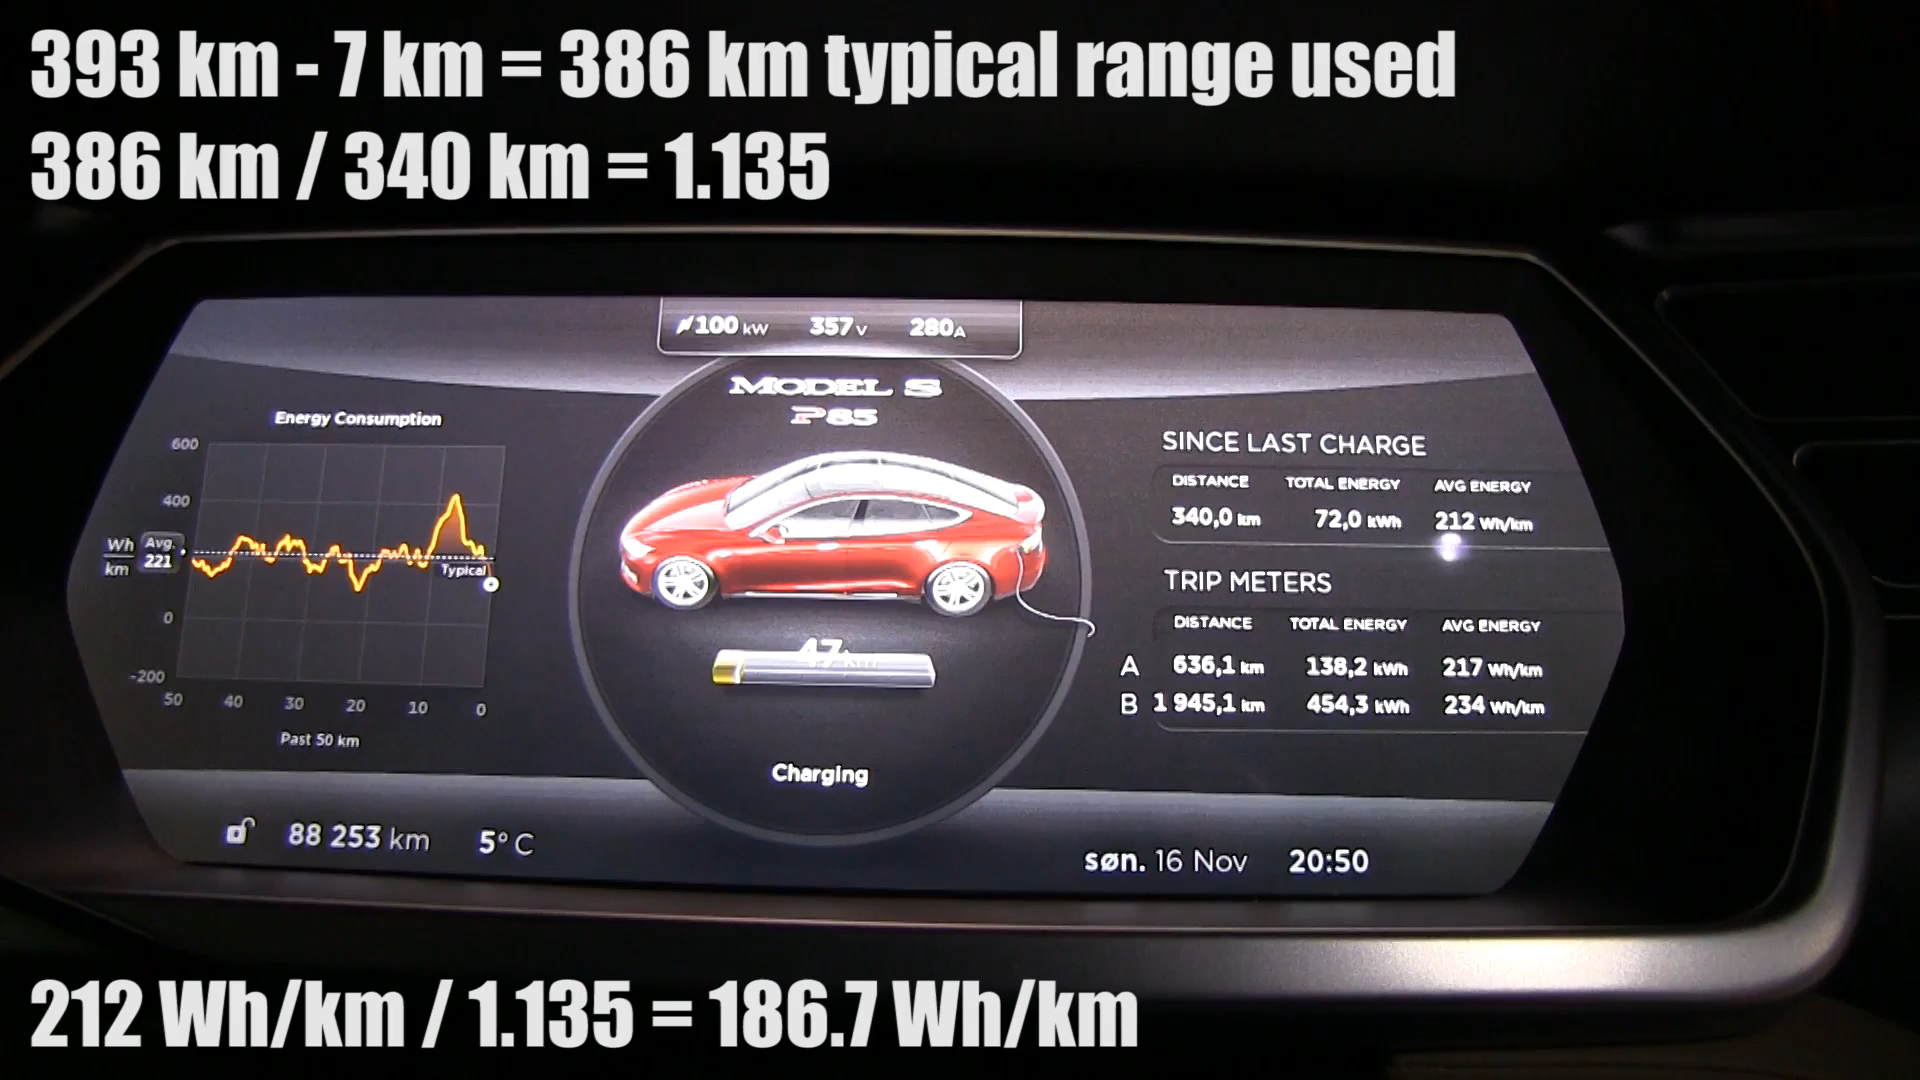 393 km - 7 km = 386 km typical range used
386 km / 340 km = 1.135
100 kW 357 V 280 A
MODEL S
P85
Energy Consumption
600
400
Wh
km
Avg.
221
Typical
0
-200
50 40 30 20 10 0
Past 50 km
47 km
Charging
SINCE LAST CHARGE
DISTANCE TOTAL ENERGY AVG ENERGY
340,0 km 72,0 kWh 212 Wh/km
TRIP METERS
DISTANCE TOTAL ENERGY AVG ENERGY
A 636,1 km 138,2 kWh 217 Wh/km
B 1 945,1 km 454,3 kWh 234 Wh/km
88 253 km 5° C
søn. 16 Nov 20:50
212 Wh/km / 1.135 = 186.7 Wh/km